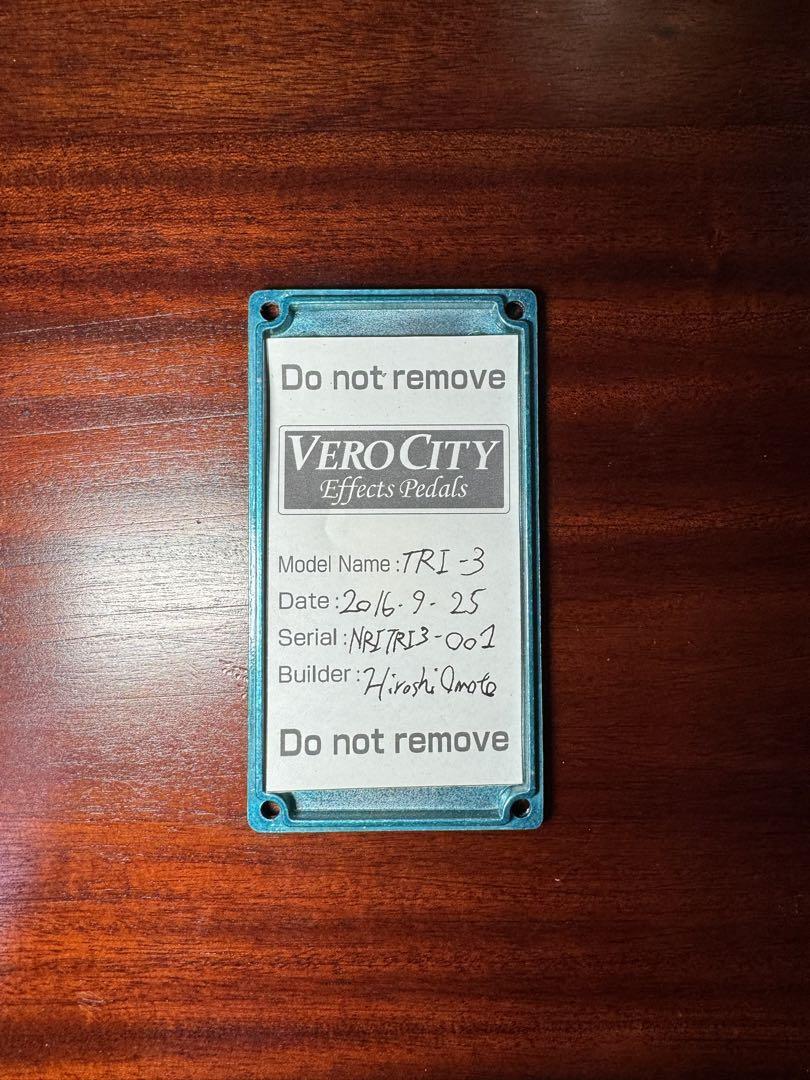 Do not remove
VERO CITY
Effects Pedals
Model Name : TRI-3
Date : 2016-9-25
Serial : NRITRI3-001
Builder : Hiroshi Omote
Do not remove